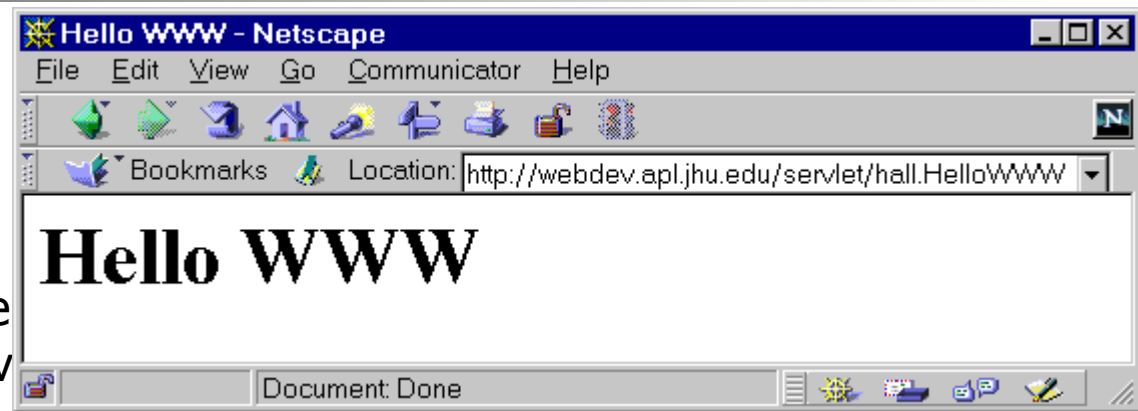 Hello WWW - Netscape
File Edit View Go Communicator Help
N
Bookmarks Location: http://webdev.apl.jhu.edu/servlet/hall.HelloWWW
Hello WWW
e
v
Document: Done